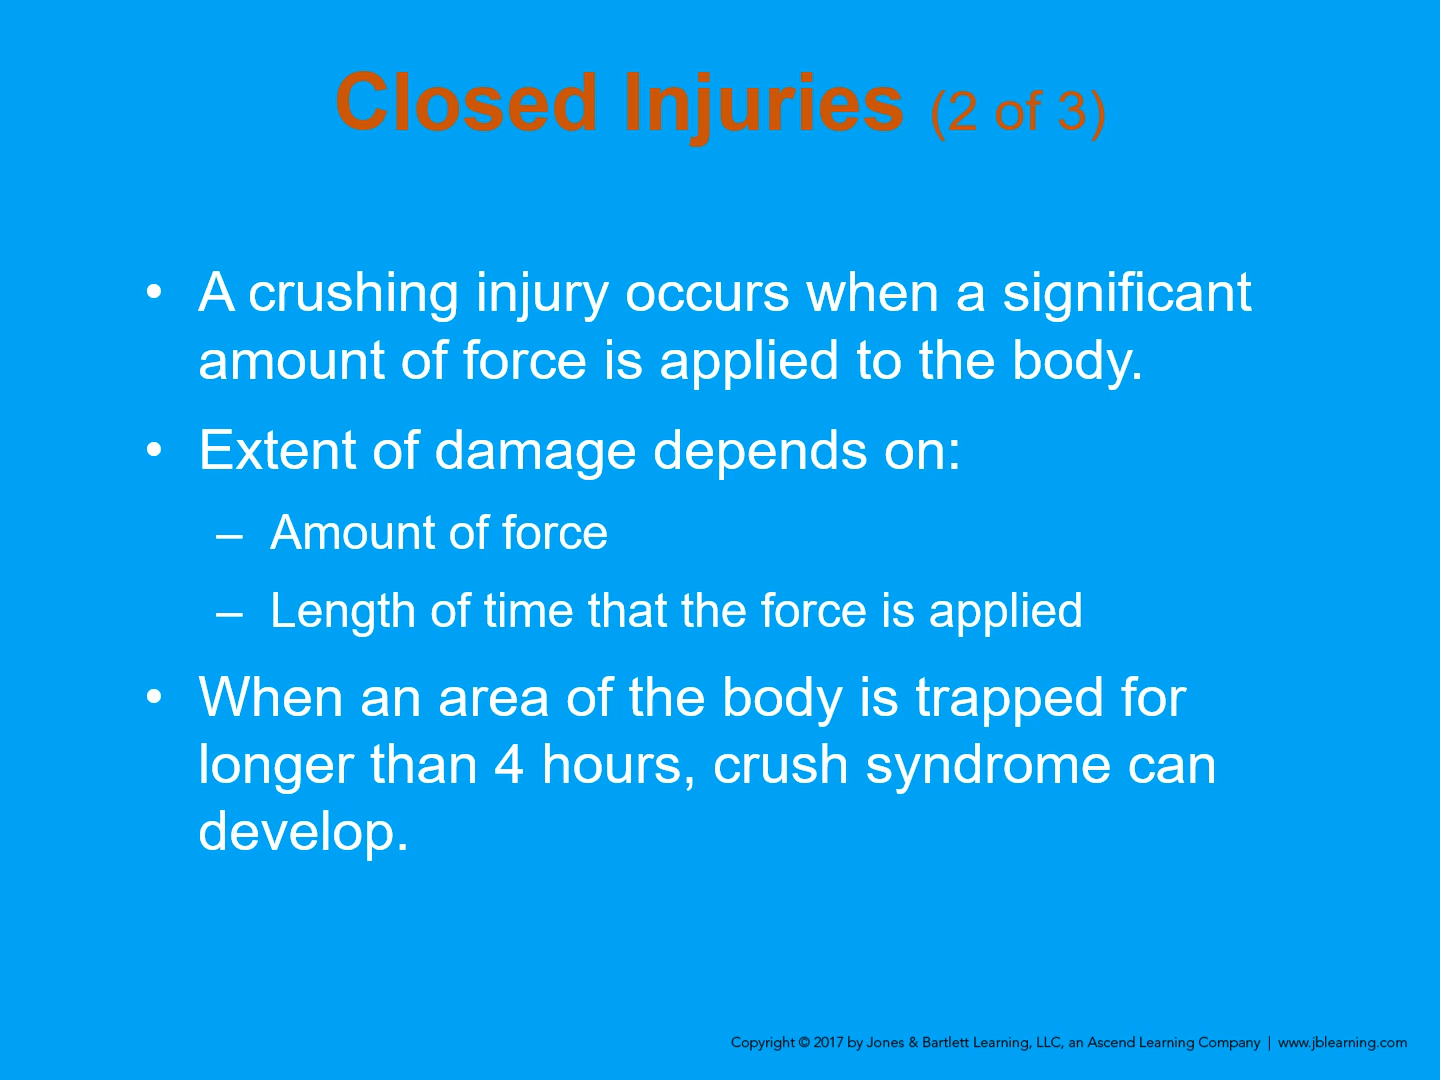 Closed Injuries (2 of 3)
• A crushing injury occurs when a significant
amount of force is applied to the body.
• Extent of damage depends on:
– Amount of force
– Length of time that the force is applied
• When an area of the body is trapped for
longer than 4 hours, crush syndrome can
develop.
Copyright © 2017 by Jones & Bartlett Learning, LLC, an Ascend Learning Company | www.jblearning.com